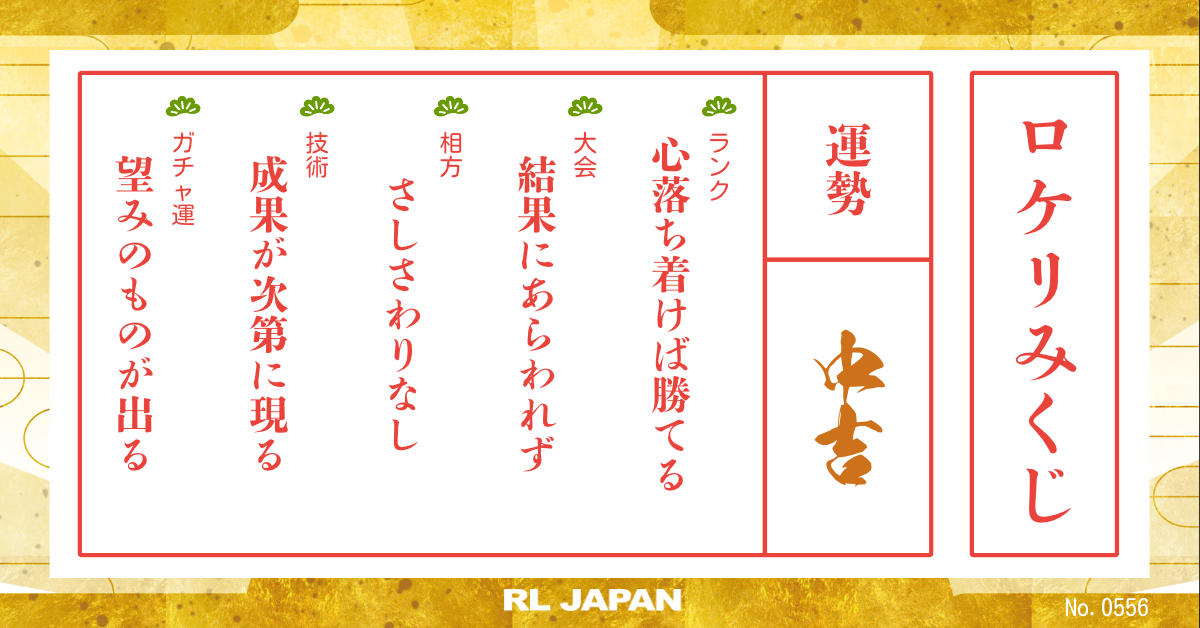 ロケリみくじ
運勢
中吉
ランク
心落ち着けば勝てる
大会
結果にあらわれず
相方
さしさわりなし
技術
成果が次第に現る
ガチャ運
望みのものが出る
RL JAPAN
No. 0556